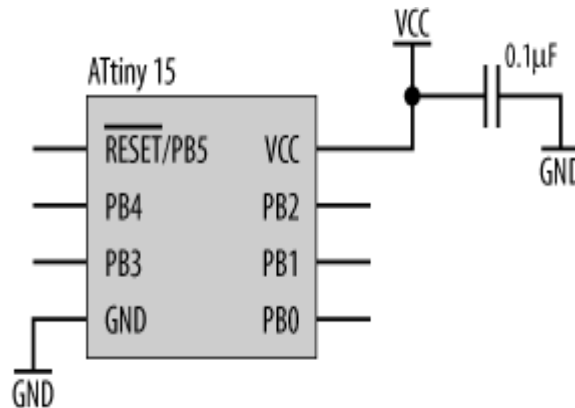 VCC
0.1µF
GND
ATtiny 15
RESET/PB5
VCC
PB4
PB2
PB3
PB1
GND
PB0
GND